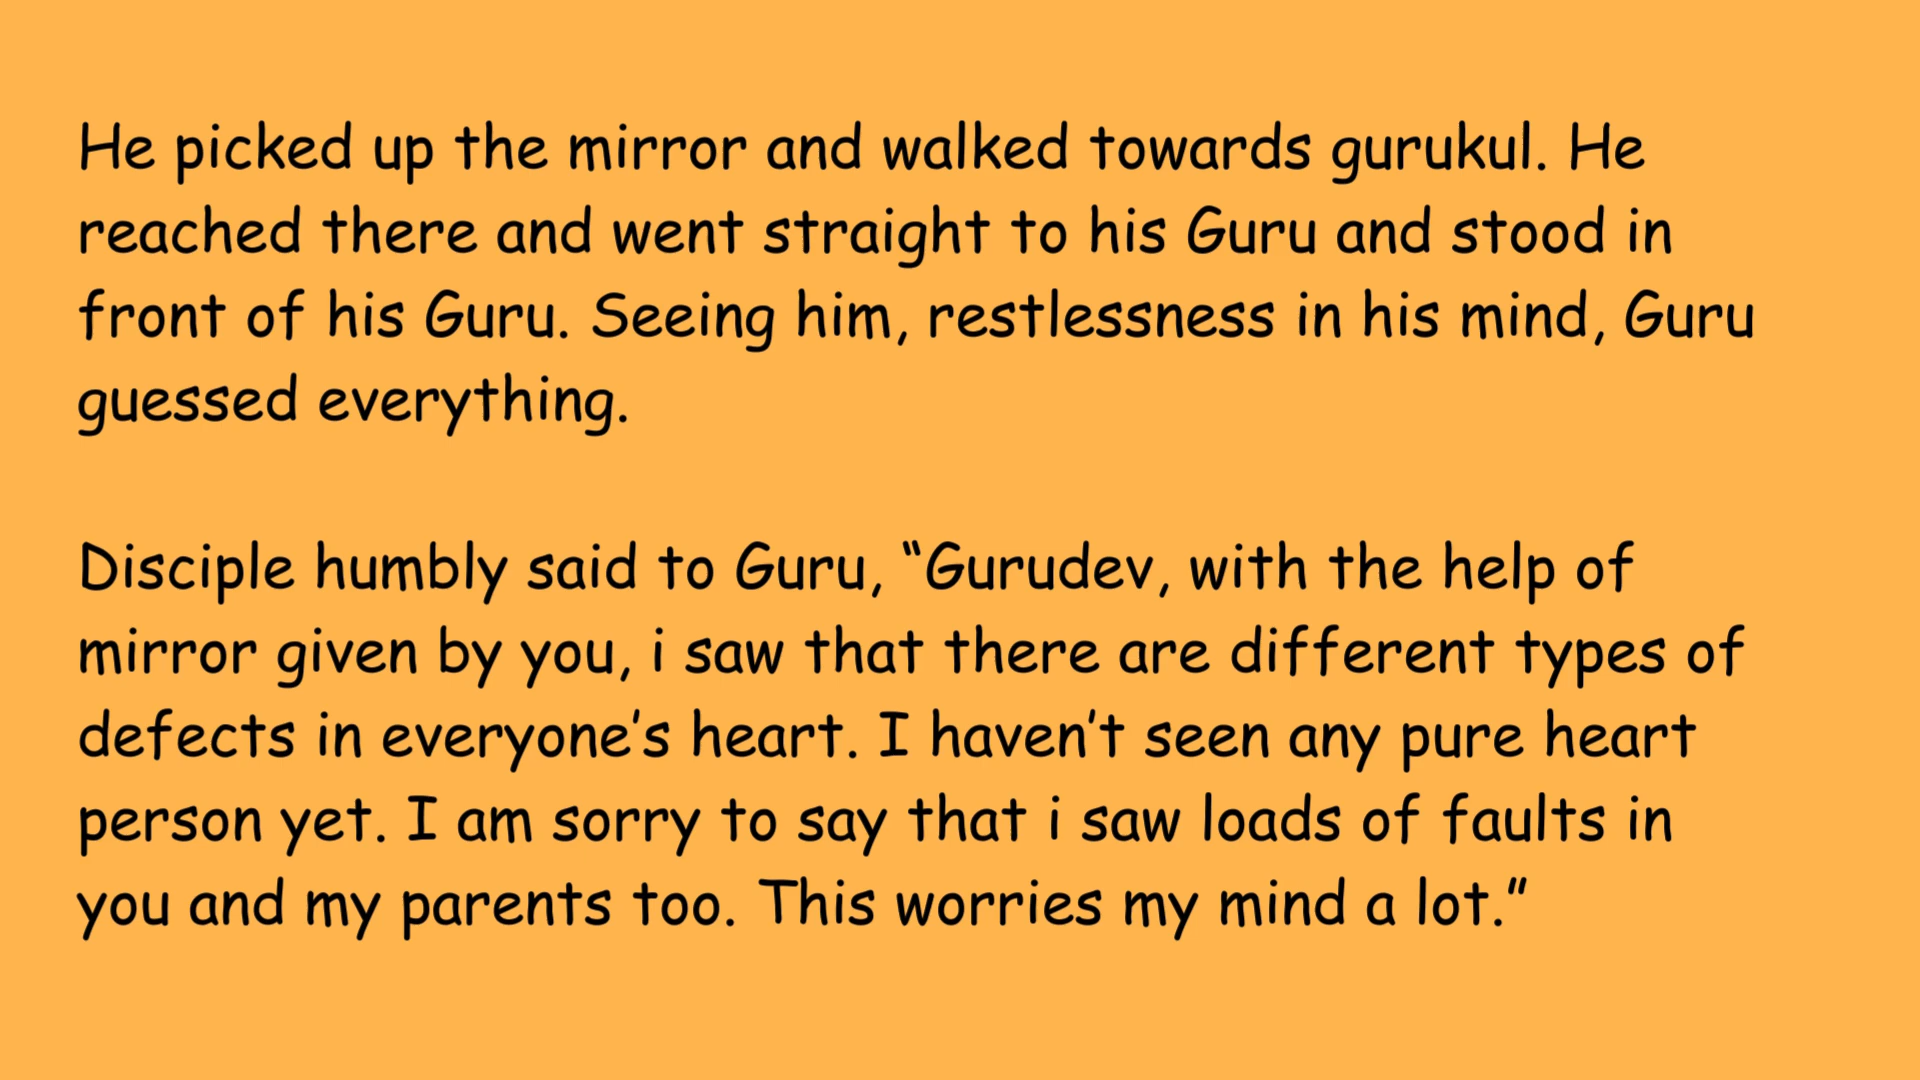 He picked up the mirror and walked towards gurukul. He
reached there and went straight to his Guru and stood in
front of his Guru. Seeing him, restlessness in his mind, Guru
guessed everything.
Disciple humbly said to Guru, “Gurudev, with the help of
mirror given by you, i saw that there are different types of
defects in everyone’s heart. I haven’t seen any pure heart
person yet. I am sorry to say that i saw loads of faults in
you and my parents too. This worries my mind a lot.”